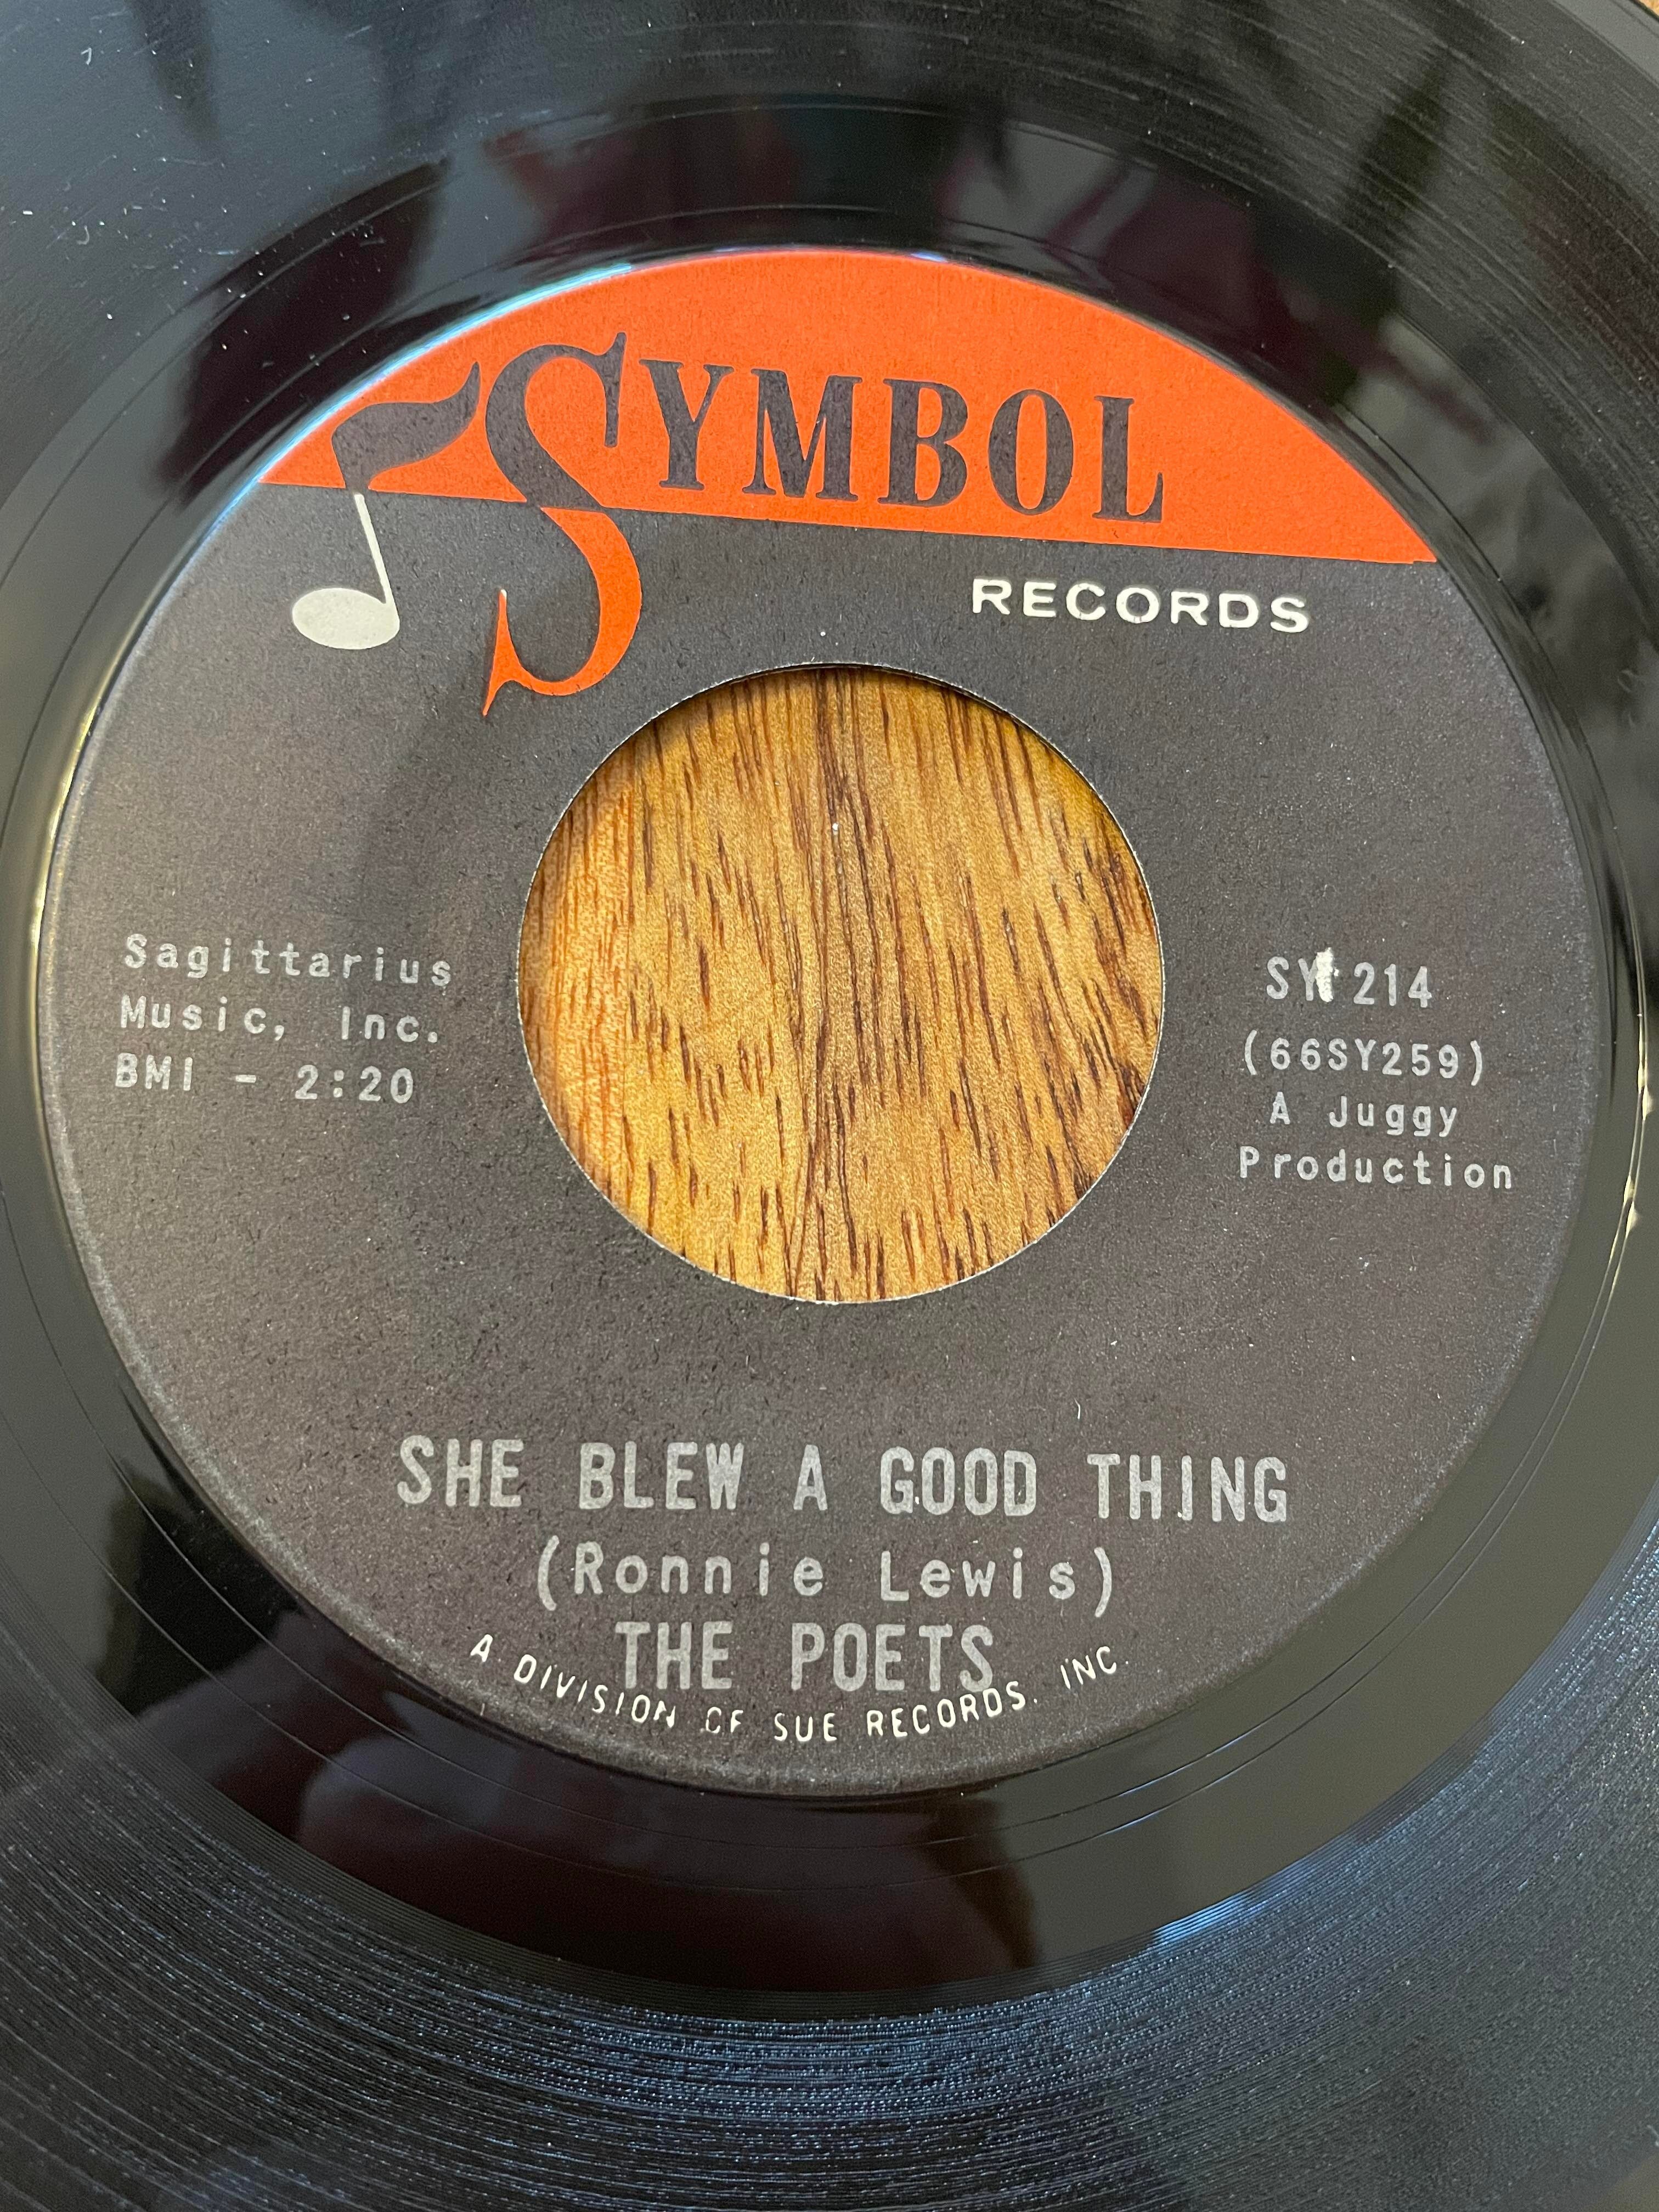 SYMBOL
RECORDS
Sagittarius
Music, Inc.
BMI - 2:20
SY 214
(66SY259)
A Juggy
Production
SHE BLEW A GOOD THING
(Ronnie Lewis)
THE POETS
A DIVISION OF SUE RECORDS, INC.